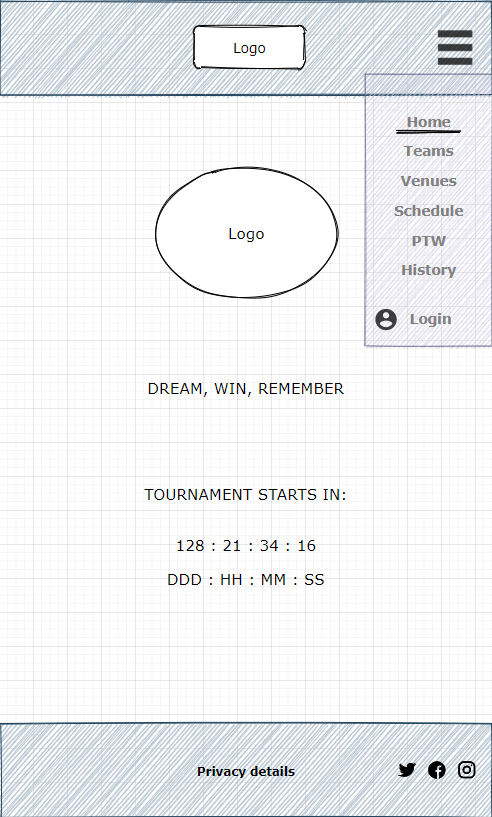 Logo
Home
Teams
Venues
Schedule
PTW
History
Login
Logo
DREAM, WIN, REMEMBER
TOURNAMENT STARTS IN:
128 : 21 : 34 : 16
DDD : HH : MM : SS
Privacy details